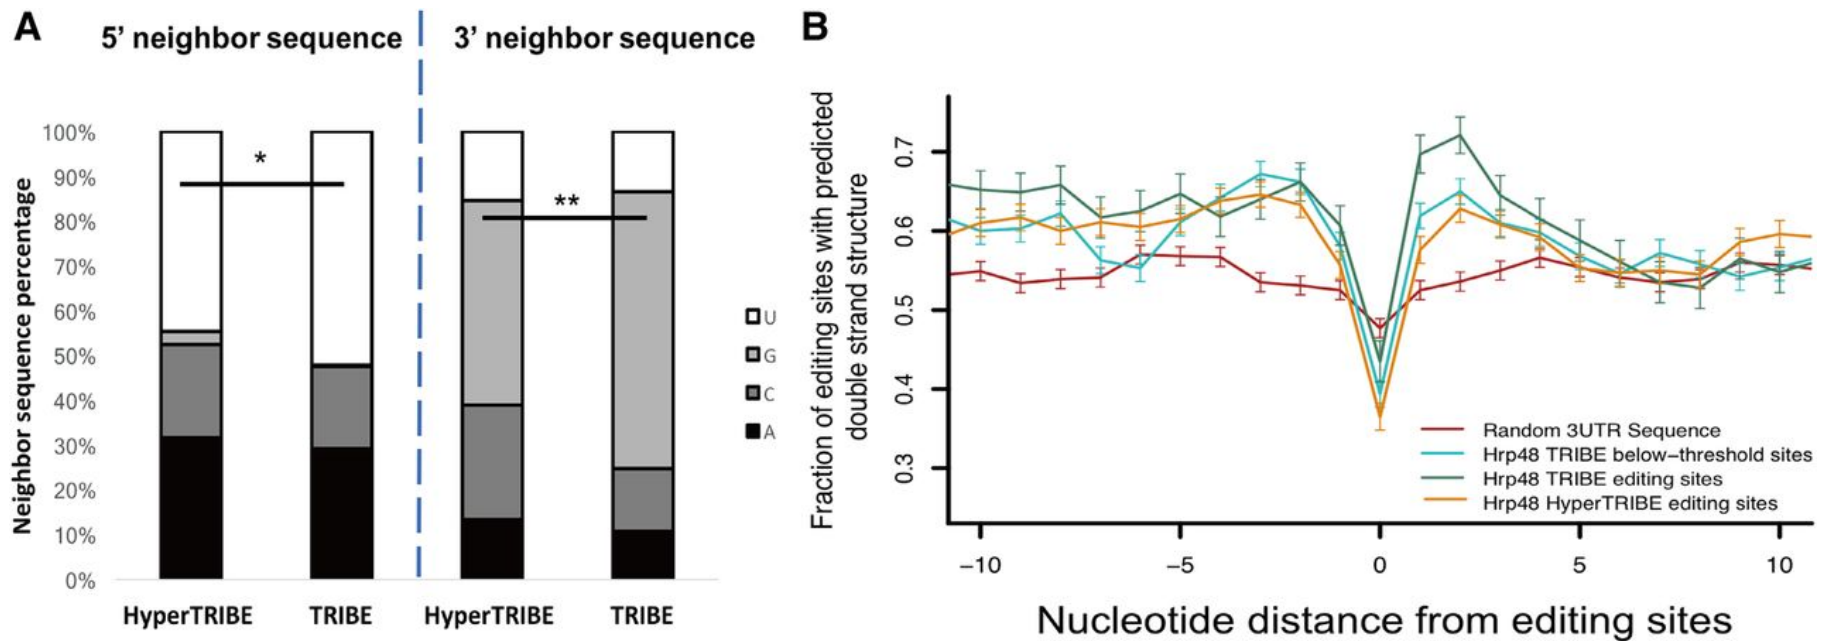 A
5’ neighbor sequence
3’ neighbor sequence
Neighbor sequence percentage
100%
90%
80%
70%
60%
50%
40%
30%
20%
10%
0%
*
**
U
G
C
A
HyperTRIBE
TRIBE
HyperTRIBE
TRIBE
B
Fraction of editing sites with predicted
double strand structure
0.7
0.6
0.5
0.4
0.3
Random 3UTR Sequence
Hrp48 TRIBE below−threshold sites
Hrp48 TRIBE editing sites
Hrp48 HyperTRIBE editing sites
−10
−5
0
5
10
Nucleotide distance from editing sites